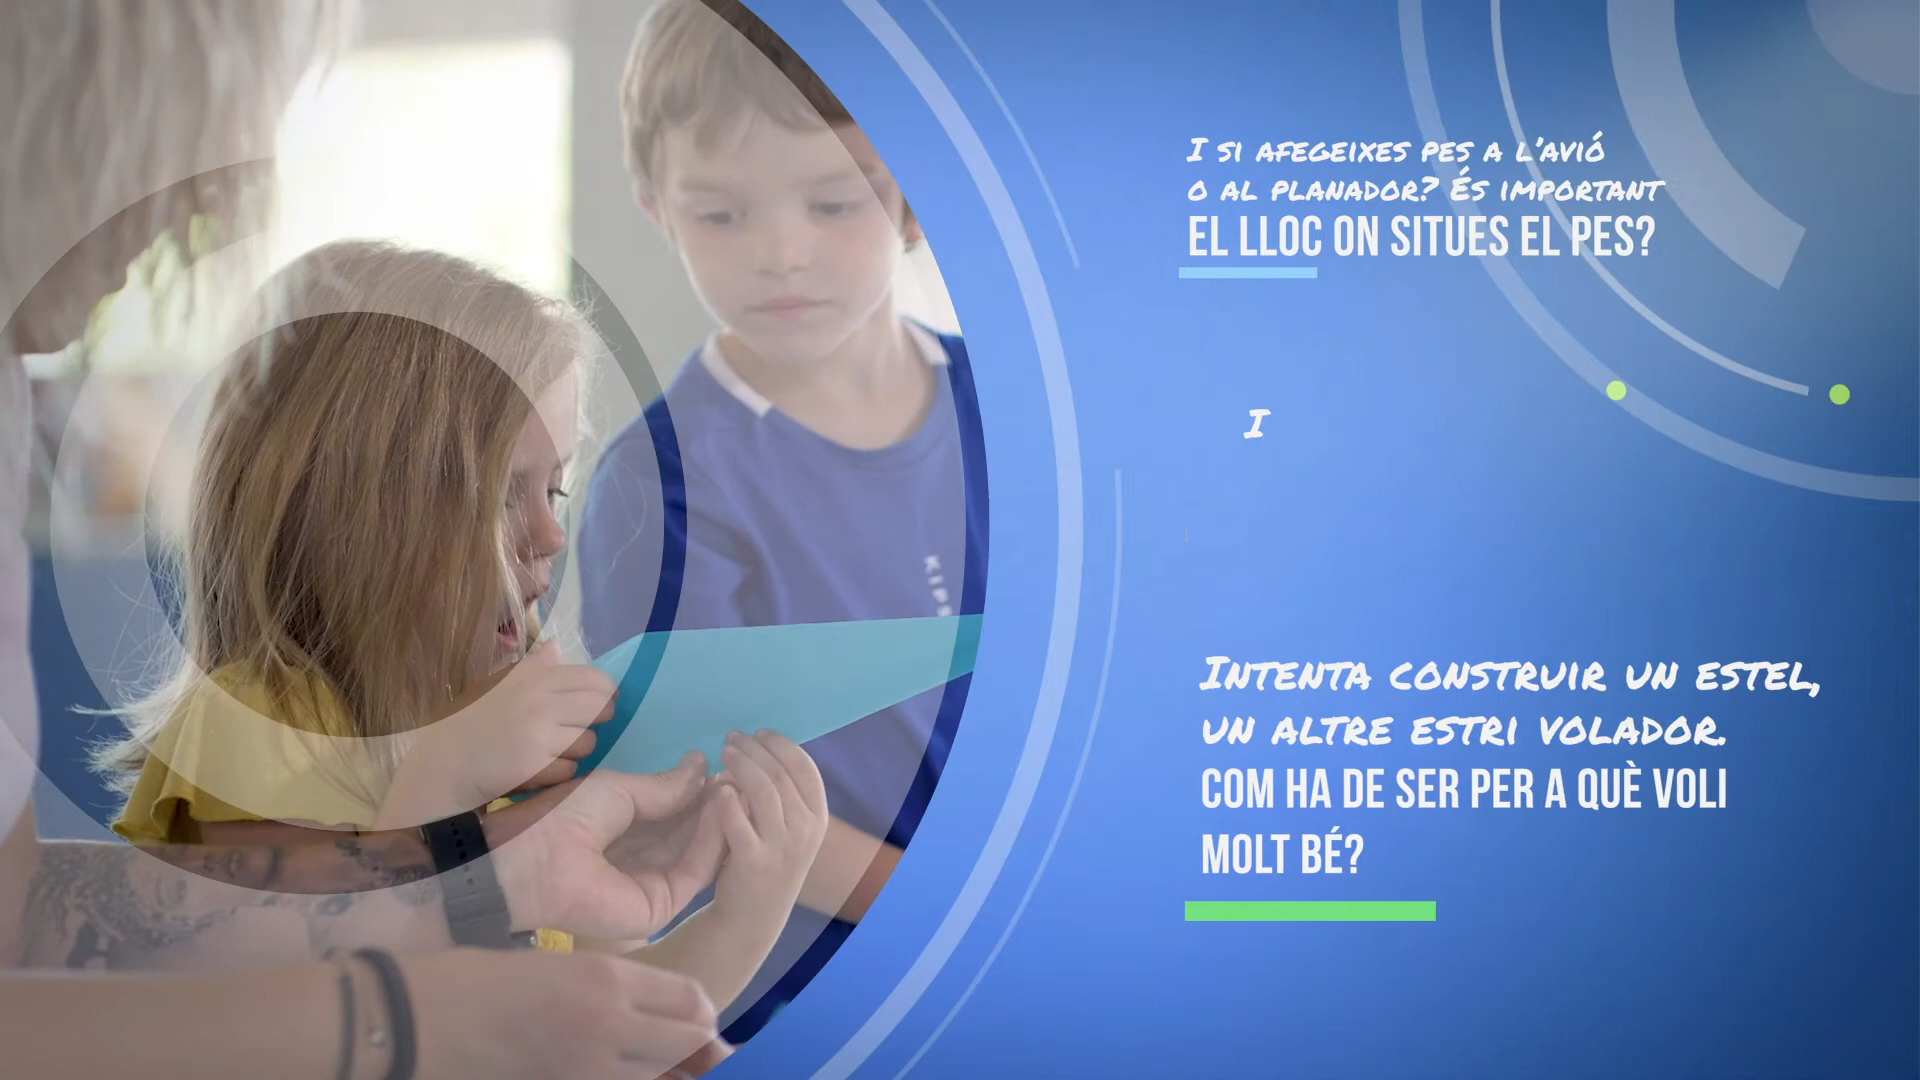 I SI AFEGEIXES PES A L'AVIÓ
O AL PLANADOR? ÉS IMPORTANT
EL LLOC ON SITUES EL PES?
I
INTENTA CONSTRUIR UN ESTEL,
UN ALTRE ESTRI VOLADOR.
COM HA DE SER PER A QUÈ VOLI
MOLT BÉ?